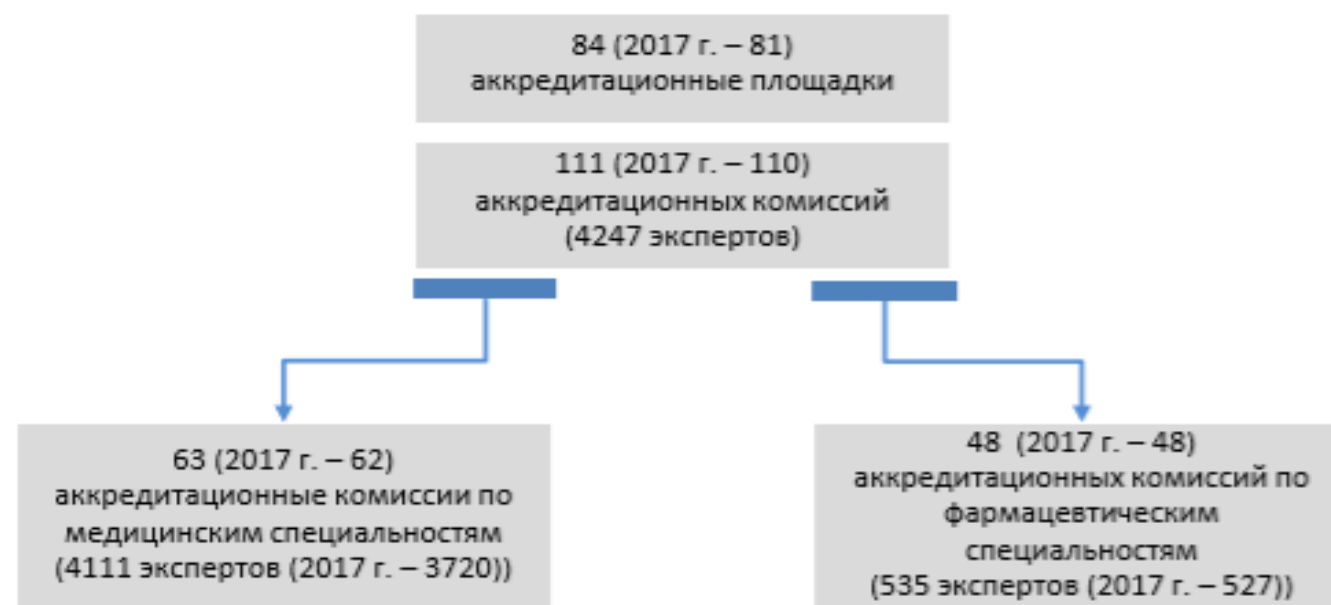 84 (2017 г. – 81)
аккредитационные площадки
111 (2017 г. – 110)
аккредитационных комиссий
(4247 экспертов)
63 (2017 г. – 62)
аккредитационные комиссии по
медицинским специальностям
(4111 экспертов (2017 г. – 3720))
48 (2017 г. – 48)
аккредитационных комиссий по
фармацевтическим
специальностям
(535 экспертов (2017 г. – 527))